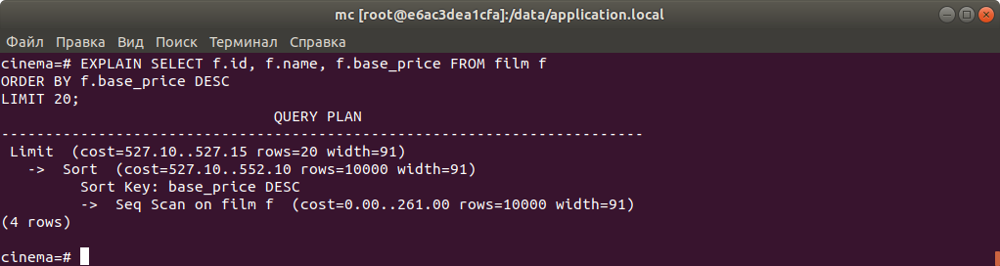 mc [root@e6ac3dea1cfa]:/data/application.local
Файл Правка Вид Поиск Терминал Справка
cinema=# EXPLAIN SELECT f.id, f.name, f.base_price FROM film f
ORDER BY f.base_price DESC
LIMIT 20;
                               QUERY PLAN
-------------------------------------------------------------------------
 Limit  (cost=527.10..527.15 rows=20 width=91)
   ->  Sort  (cost=527.10..552.10 rows=10000 width=91)
         Sort Key: base_price DESC
         ->  Seq Scan on film f  (cost=0.00..261.00 rows=10000 width=91)
(4 rows)

cinema=#